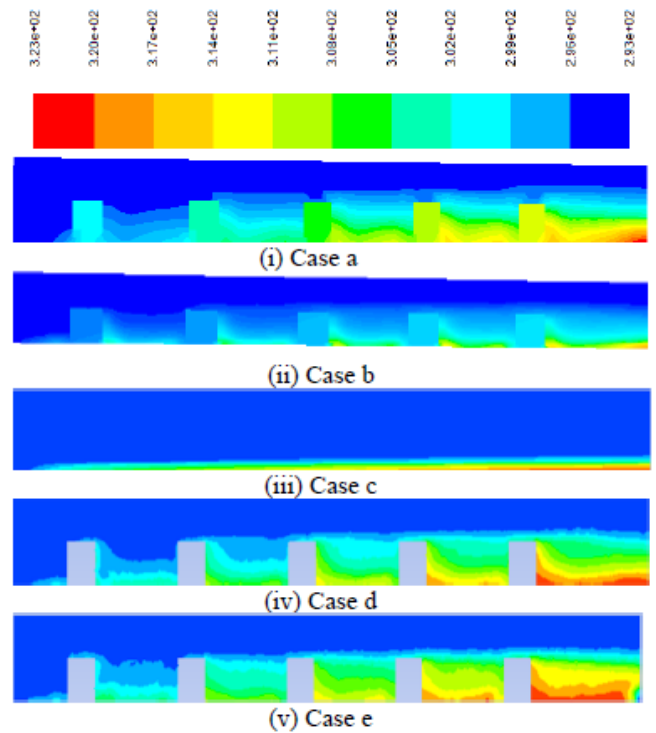 3.23e+02
3.20e+02
3.17e+02
3.14e+02
3.11e+02
3.08e+02
3.05e+02
3.02e+02
2.99e+02
2.96e+02
2.93e+02
(i) Case a
(ii) Case b
(iii) Case c
(iv) Case d
(v) Case e